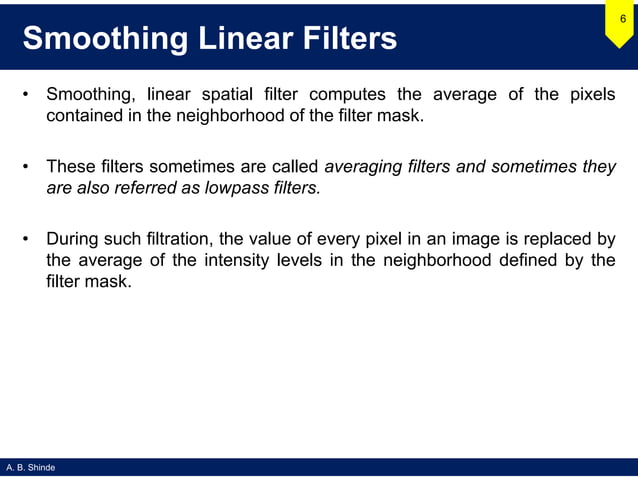 6
Smoothing Linear Filters
• Smoothing, linear spatial filter computes the average of the pixels
contained in the neighborhood of the filter mask.
• These filters sometimes are called averaging filters and sometimes they
are also referred as lowpass filters.
• During such filtration, the value of every pixel in an image is replaced by
the average of the intensity levels in the neighborhood defined by the
filter mask.
A. B. Shinde